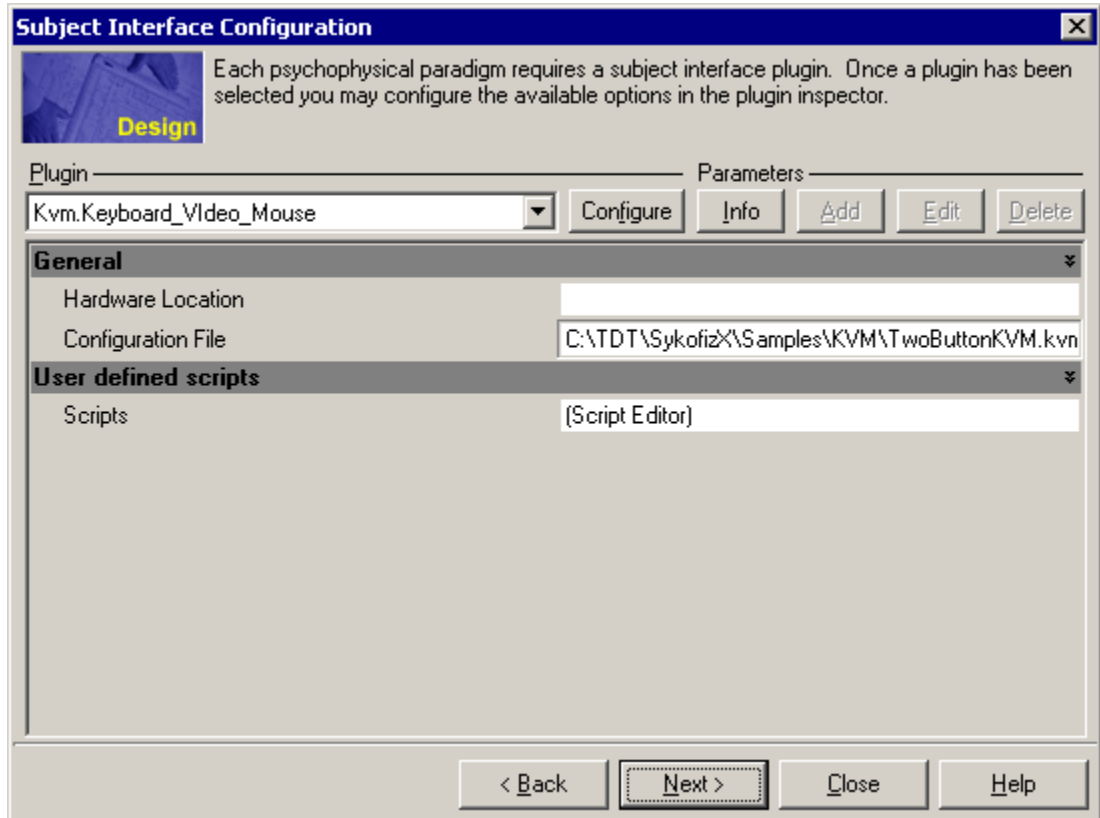 Subject Interface Configuration
Each psychophysical paradigm requires a subject interface plugin. Once a plugin has been
selected you may configure the available options in the plugin inspector.
Design
Plugin Parameters
Kvm.Keyboard_VIdeo_Mouse Configure Info Add Edit Delete
General
Hardware Location
Configuration File C:\TDT\SykofizX\Samples\KVM\TwoButtonKVM.kvn
User defined scripts
Scripts (Script Editor)
< Back Next > Close Help